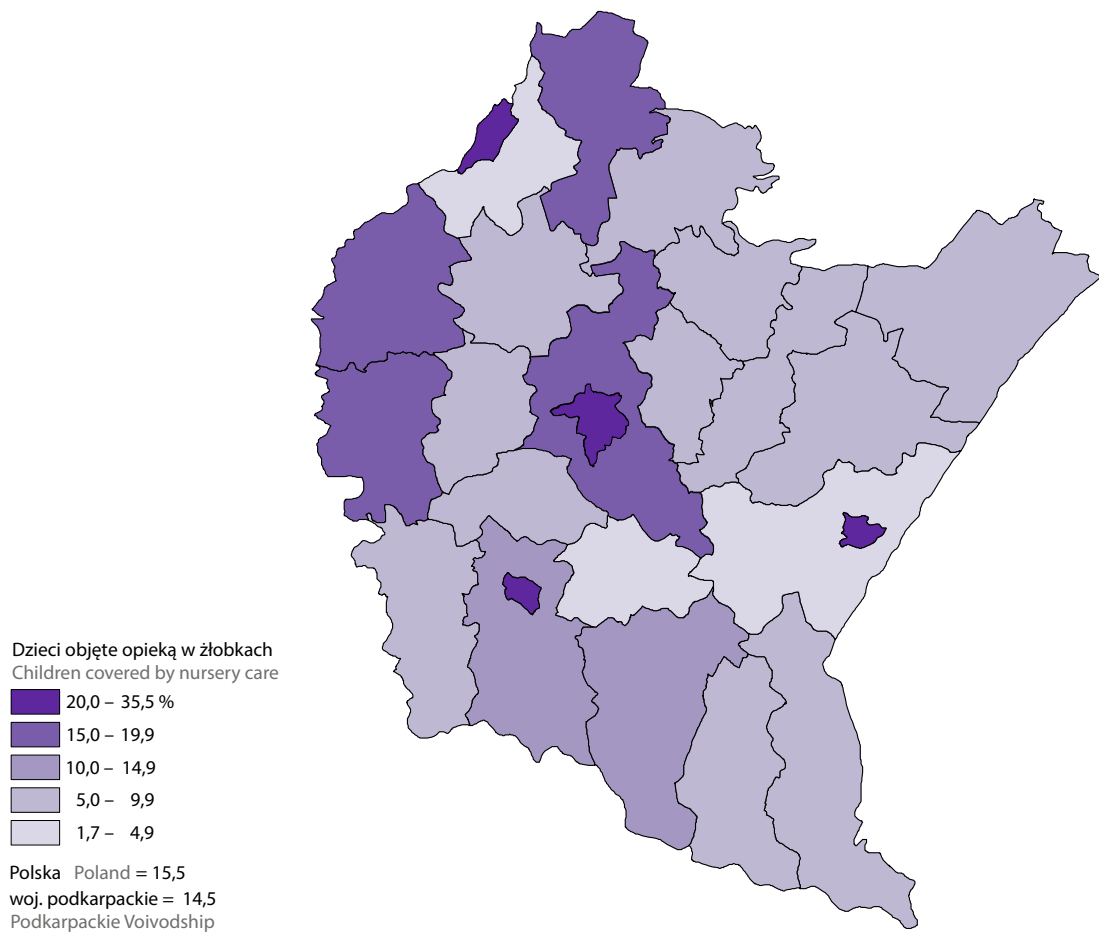 Dzieci objęte opieką w żłobkach
Children covered by nursery care
20,0 – 35,5 %
15,0 – 19,9
10,0 – 14,9
5,0 – 9,9
1,7 – 4,9
Polska Poland = 15,5
woj. podkarpackie = 14,5
Podkarpackie Voivodship